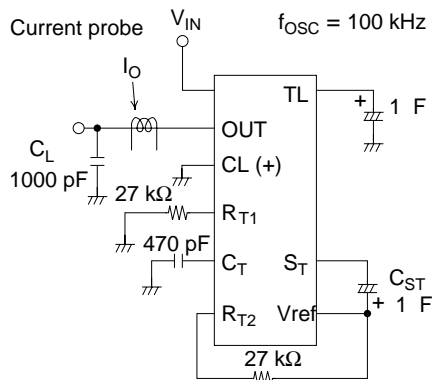 Current probe
V_IN
f_OSC = 100 kHz
I_O
TL
+
1 F
OUT
C_L
1000 pF
CL (+)
27 kΩ
R_T1
470 pF
C_T
S_T
C_ST
+ 1 F
R_T2
Vref
27 kΩ